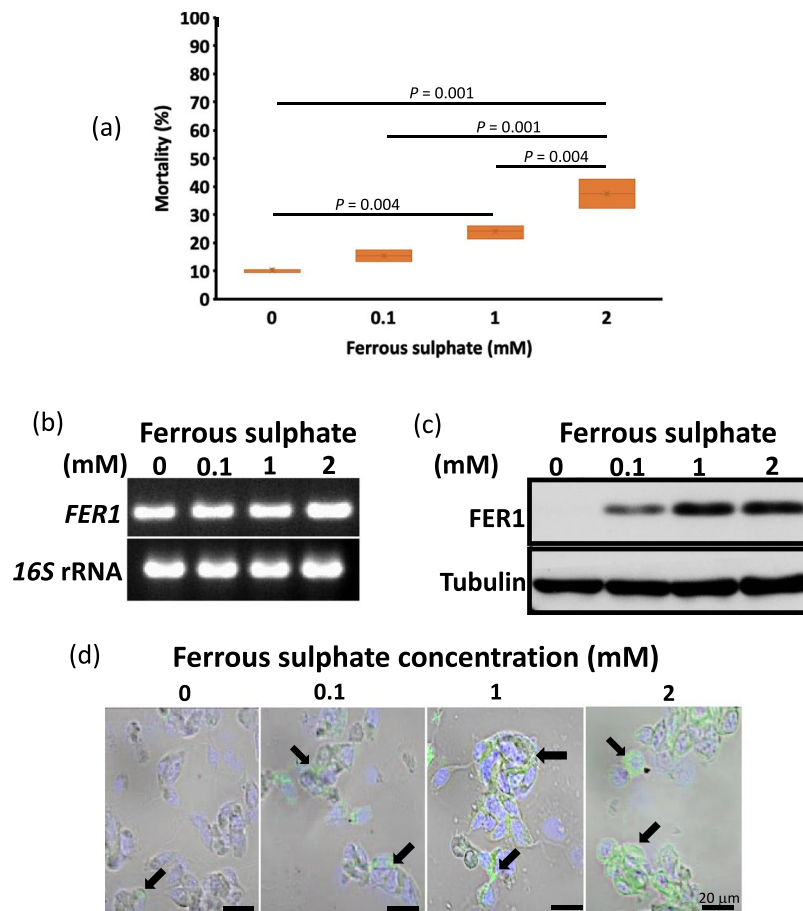 (a)
Mortality (%)
100
90
80
70
60
50
40
30
20
10
0
P = 0.001
P = 0.001
P = 0.004
P = 0.004
0 0.1 1 2
Ferrous sulphate (mM)
(b)
Ferrous sulphate
(mM) 0 0.1 1 2
FER1
16S rRNA
(c)
Ferrous sulphate
(mM) 0 0.1 1 2
FER1
Tubulin
(d)
Ferrous sulphate concentration (mM)
0 0.1 1 2
20 µm